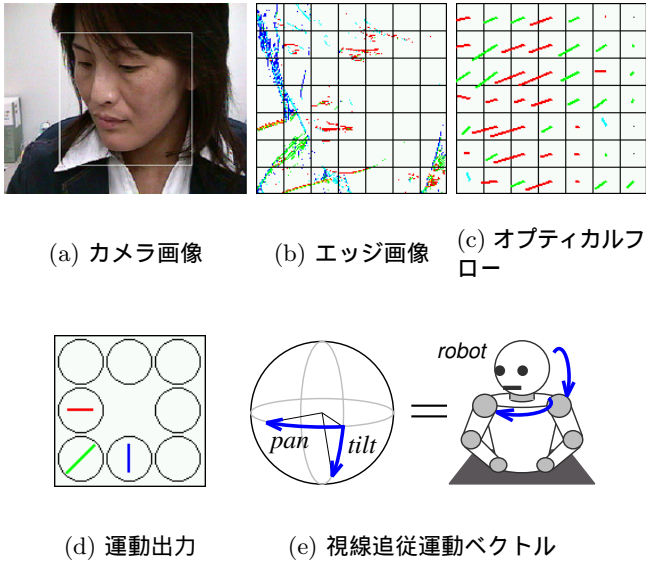 (a) カメラ画像
(b) エッジ画像
(c) オプティカルフ
ロー
robot
pan
tilt
(d) 運動出力
(e) 視線追従運動ベクトル